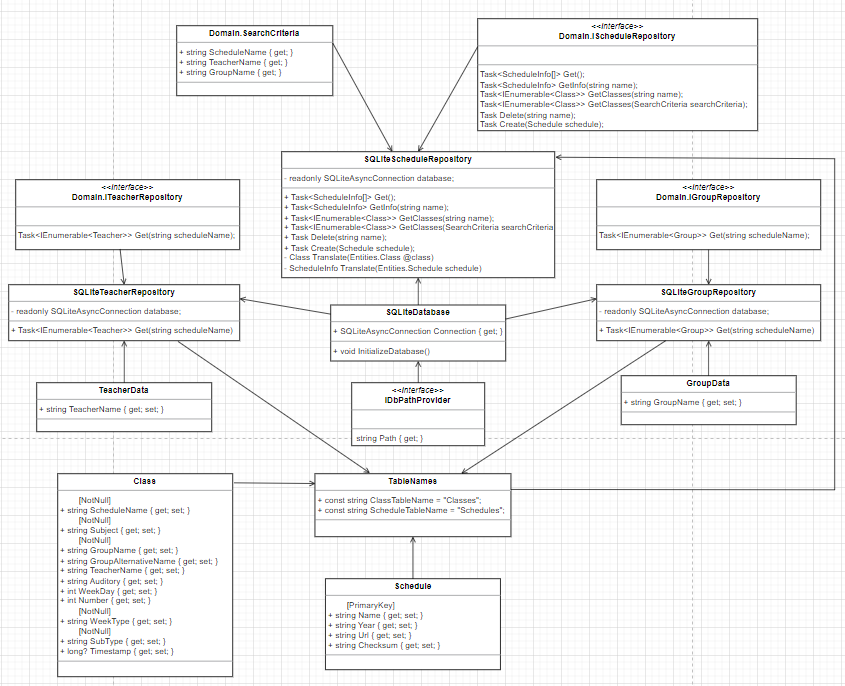 Domain.SearchCriteria
+ string ScheduleName { get; }
+ string TeacherName { get; }
+ string GroupName { get; }
<<Interface>>
Domain.IScheduleRepository
Task<ScheduleInfo[]> Get();
Task<ScheduleInfo> GetInfo(string name);
Task<IEnumerable<Class>> GetClasses(string name);
Task<IEnumerable<Class>> GetClasses(SearchCriteria searchCriteria);
Task Delete(string name);
Task Create(Schedule schedule);
SQLiteScheduleRepository
- readonly SQLiteAsyncConnection database;
+ Task<ScheduleInfo[]> Get();
+ Task<ScheduleInfo> GetInfo(string name);
+ Task<IEnumerable<Class>> GetClasses(string name);
+ Task<IEnumerable<Class>> GetClasses(SearchCriteria searchCriteria
+ Task Delete(string name);
+ Task Create(Schedule schedule);
- Class Translate(Entities.Class @class)
- ScheduleInfo Translate(Entities.Schedule schedule)
<<Interface>>
Domain.ITeacherRepository
Task<IEnumerable<Teacher>> Get(string scheduleName);
<<Interface>>
Domain.IGroupRepository
Task<IEnumerable<Group>> Get(string scheduleName);
SQLiteTeacherRepository
- readonly SQLiteAsyncConnection database;
+ Task<IEnumerable<Teacher>> Get(string scheduleName)
SQLiteDatabase
+ SQLiteAsyncConnection Connection { get; }
+ void InitializeDatabase()
SQLiteGroupRepository
- readonly SQLiteAsyncConnection database;
+ Task<IEnumerable<Group>> Get(string scheduleName)
TeacherData
+ string TeacherName { get; set; }
<<Interface>>
IDbPathProvider
string Path { get; }
GroupData
+ string GroupName { get; set; }
Class
[NotNull]
+ string ScheduleName { get; set; }
[NotNull]
+ string Subject { get; set; }
[NotNull]
+ string GroupName { get; set; }
+ string GroupAlternativeName { get; set; }
+ string TeacherName { get; set; }
+ string Auditory { get; set; }
+ int WeekDay { get; set; }
+ int Number { get; set; }
[NotNull]
+ string WeekType { get; set; }
[NotNull]
+ string SubType { get; set; }
+ long? Timestamp { get; set; }
TableNames
+ const string ClassTableName = "Classes";
+ const string ScheduleTableName = "Schedules";
Schedule
[PrimaryKey]
+ string Name { get; set; }
+ string Year { get; set; }
+ string Url { get; set; }
+ string Checksum { get; set; }